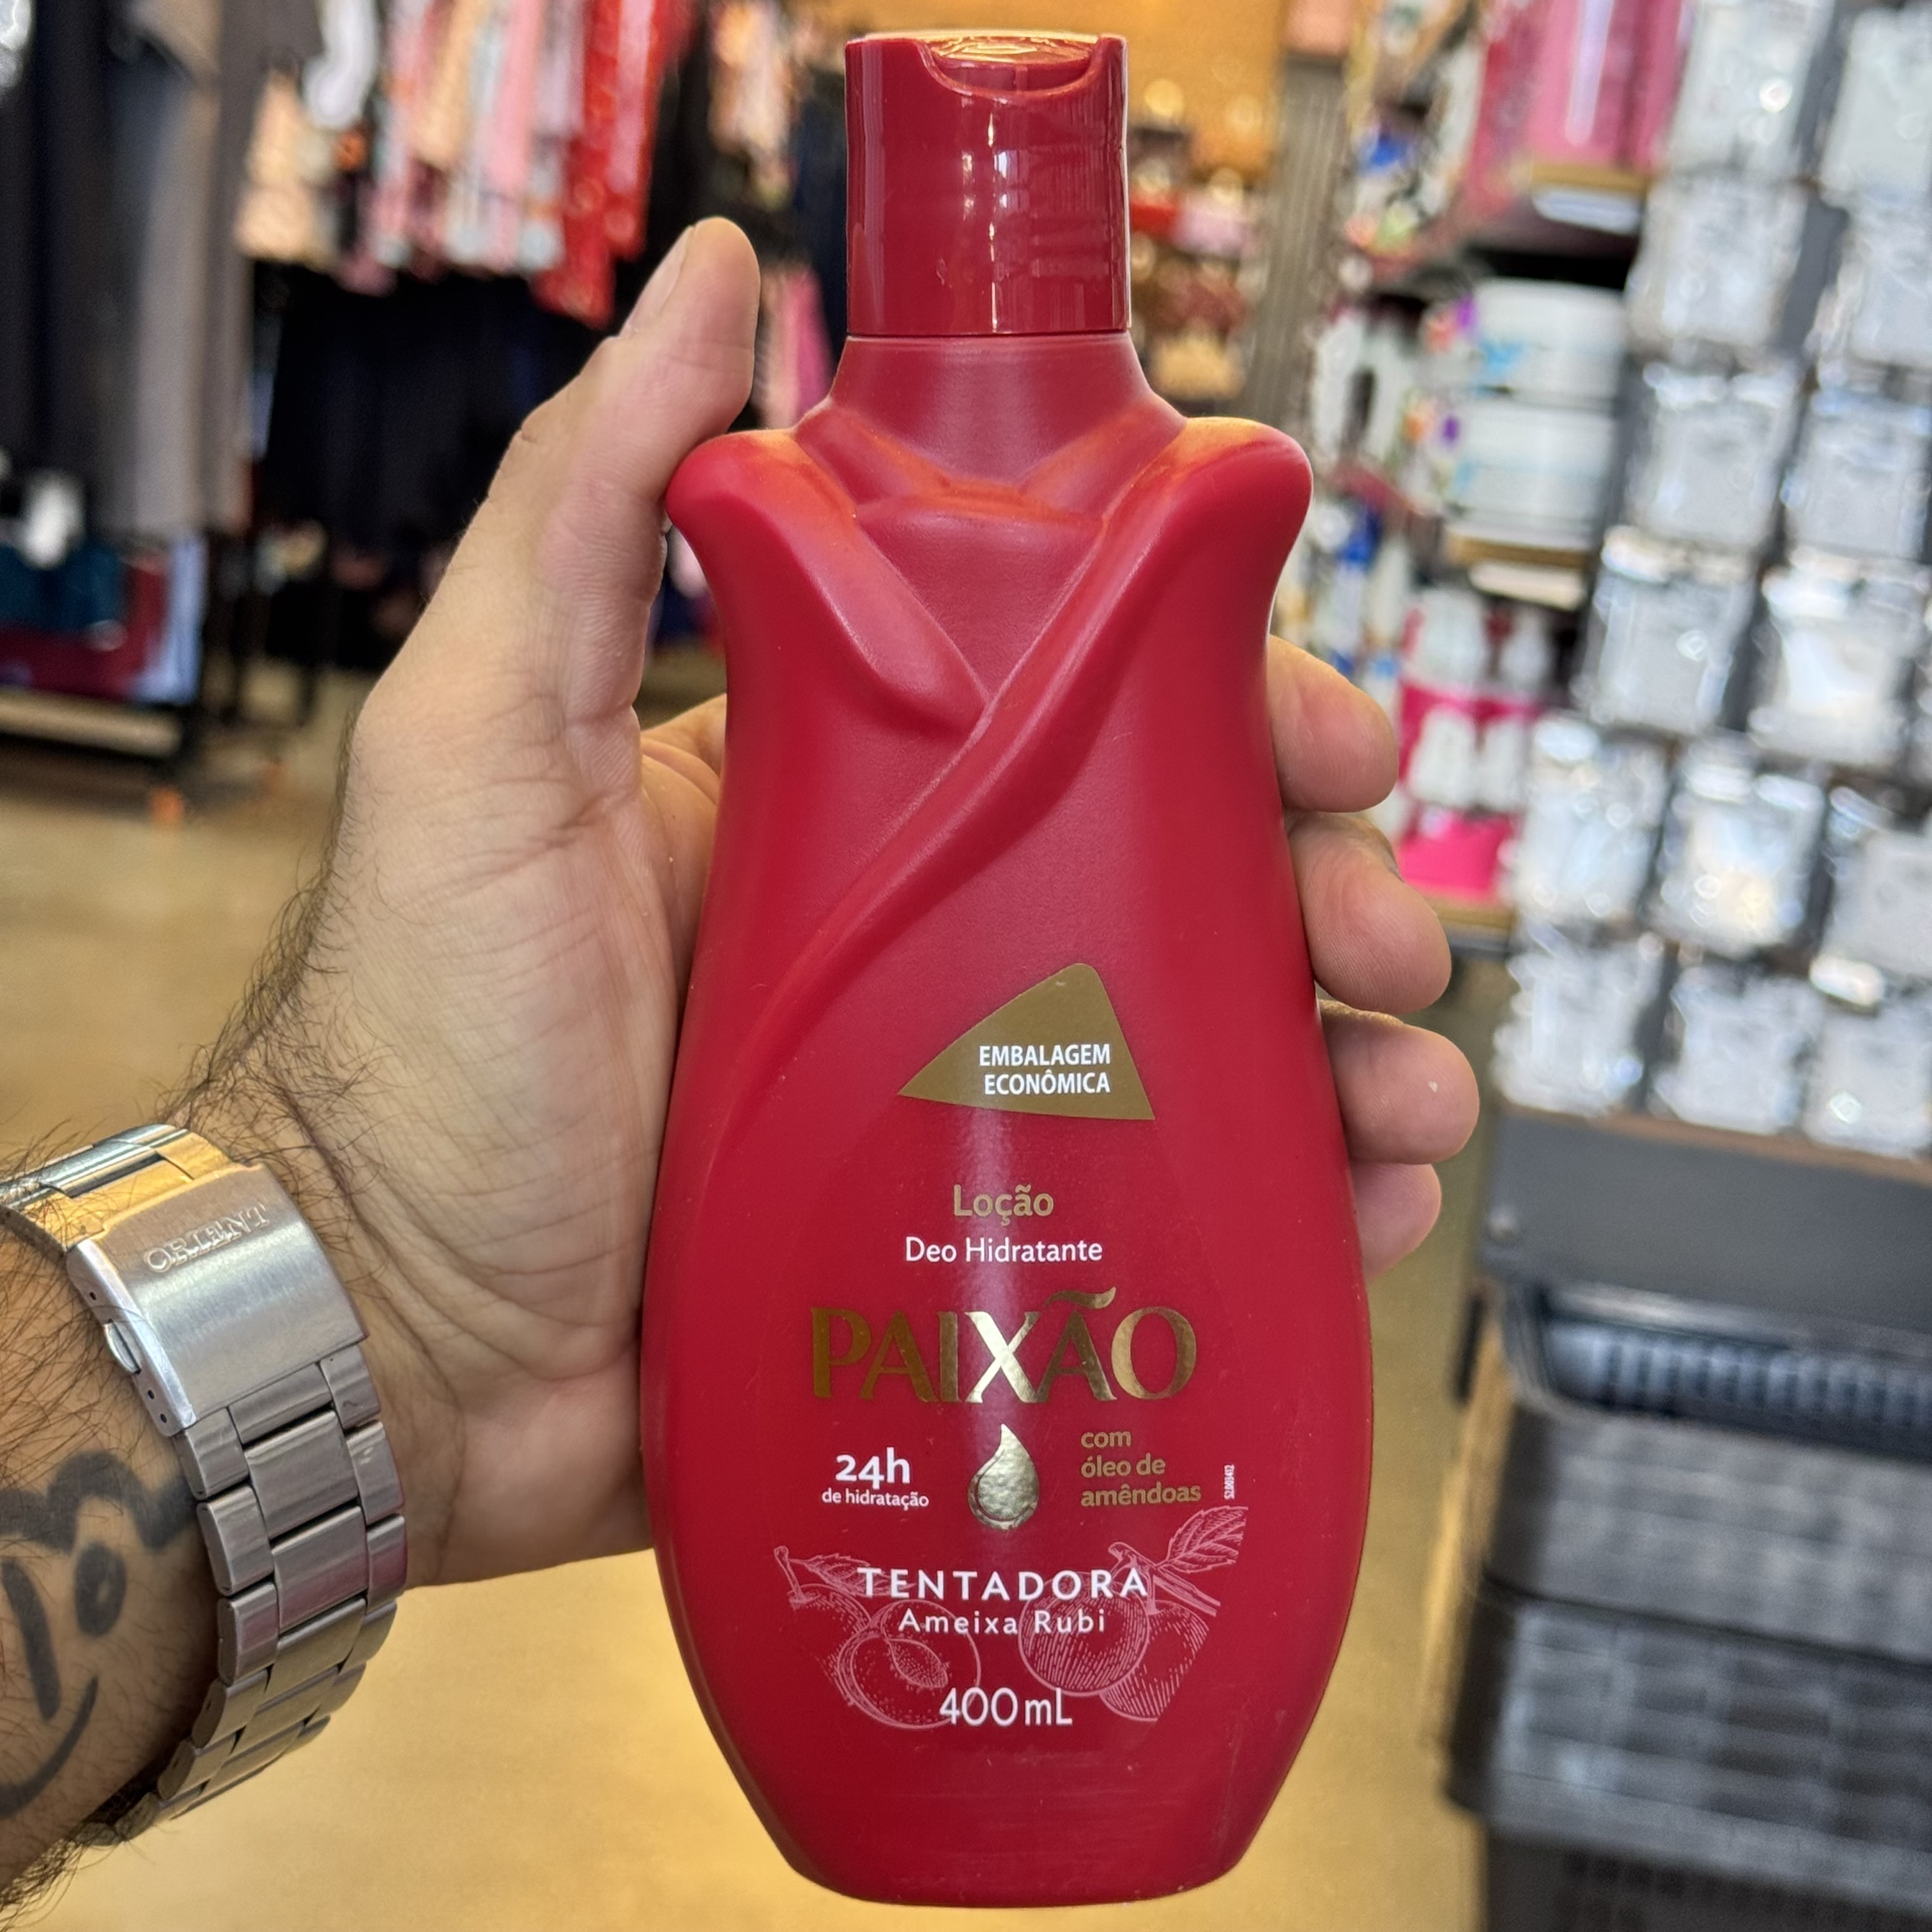 EMBALAGEM
ECONÔMICA
Loção
Deo Hidratante
PAIXÃO
24h
de hidratação
com
óleo de
amêndoas
TENTADORA
Ameixa Rubi
400mL
ORIENT